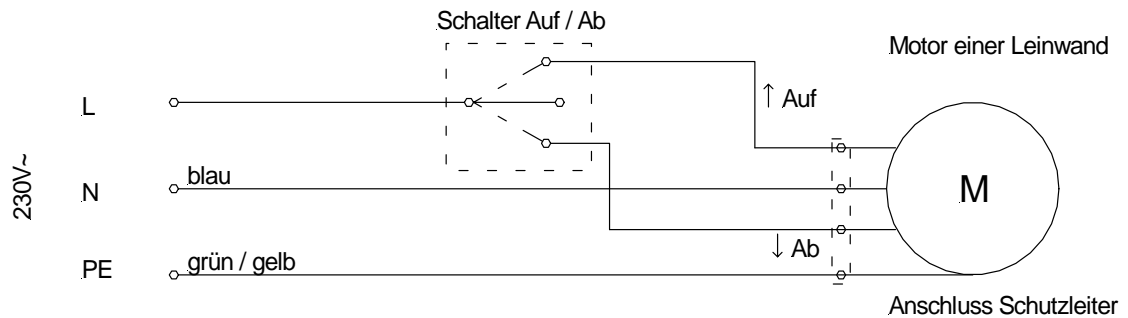 Schalter Auf / Ab
Motor einer Leinwand
L
↑ Auf
230V~
N
blau
M
↓ Ab
PE
grün / gelb
Anschluss Schutzleiter